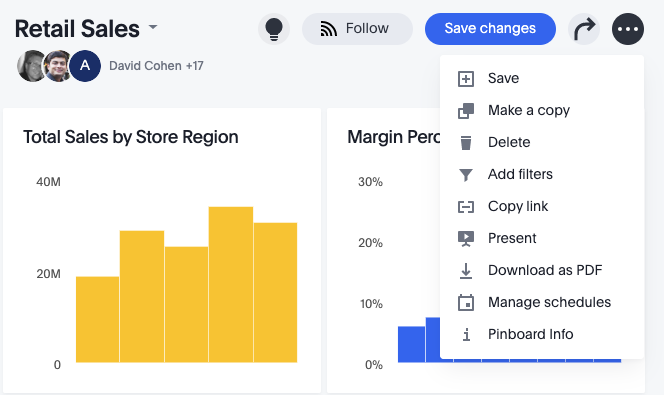 Retail Sales
Follow
Save changes
A
David Cohen +17
Save
Make a copy
Delete
Add filters
Copy link
Present
Download as PDF
Manage schedules
Pinboard Info
Total Sales by Store Region
40M
20M
0
Margin Perc
30%
20%
10%
0%